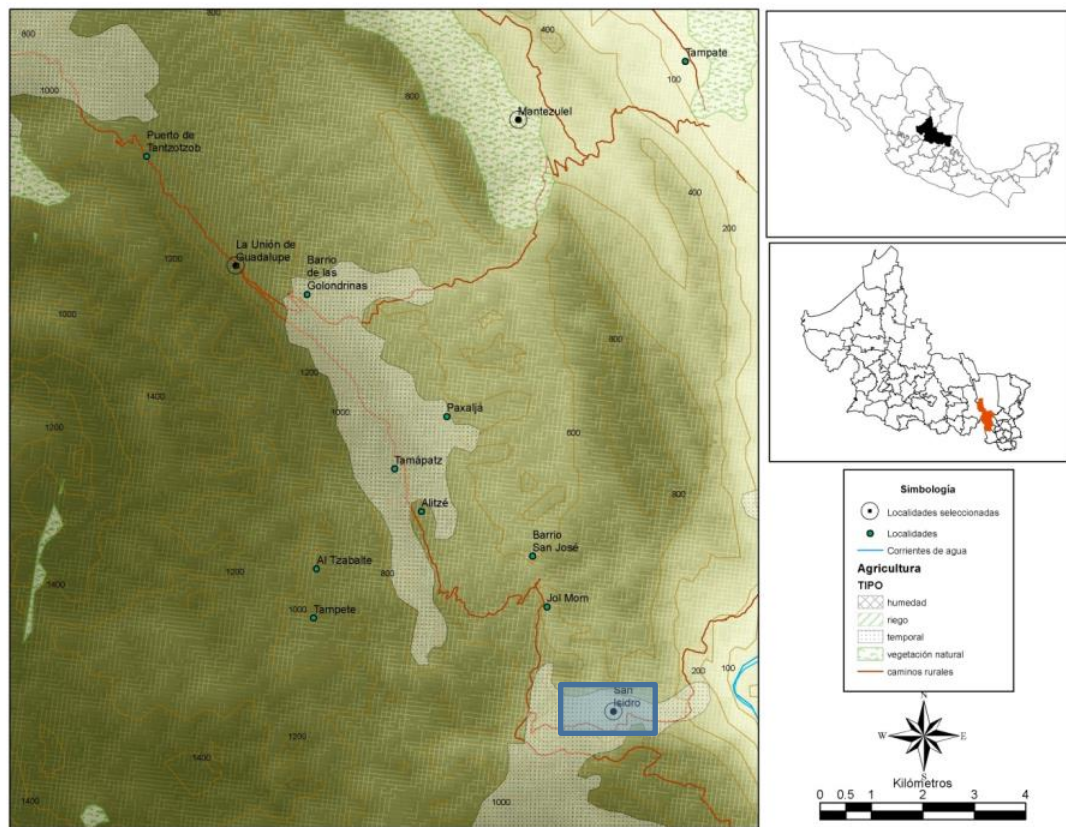 800
600
400
Tampate
100
1000
800
Mantezulel
Puerto de
Tantzotzob
400
200
1200
La Unión de
Guadalupe
Barrio
de las
Golondrinas
1000
800
1200
1400
1000
Paxaljá
1200
600
Tamápatz
800
Alitzé
Barrio
San José
Al Tzabalte
1200
800
1400
1000
Tampete
Jol Mom
200
100
San
Isidro
1200
1400
1400
1000
Simbología
Localidades seleccionadas
Localidades
Corrientes de agua
Agricultura
TIPO
humedad
riego
temporal
vegetación natural
caminos rurales
N
W
E
S
Kilómetros
0 0.5 1 2 3 4